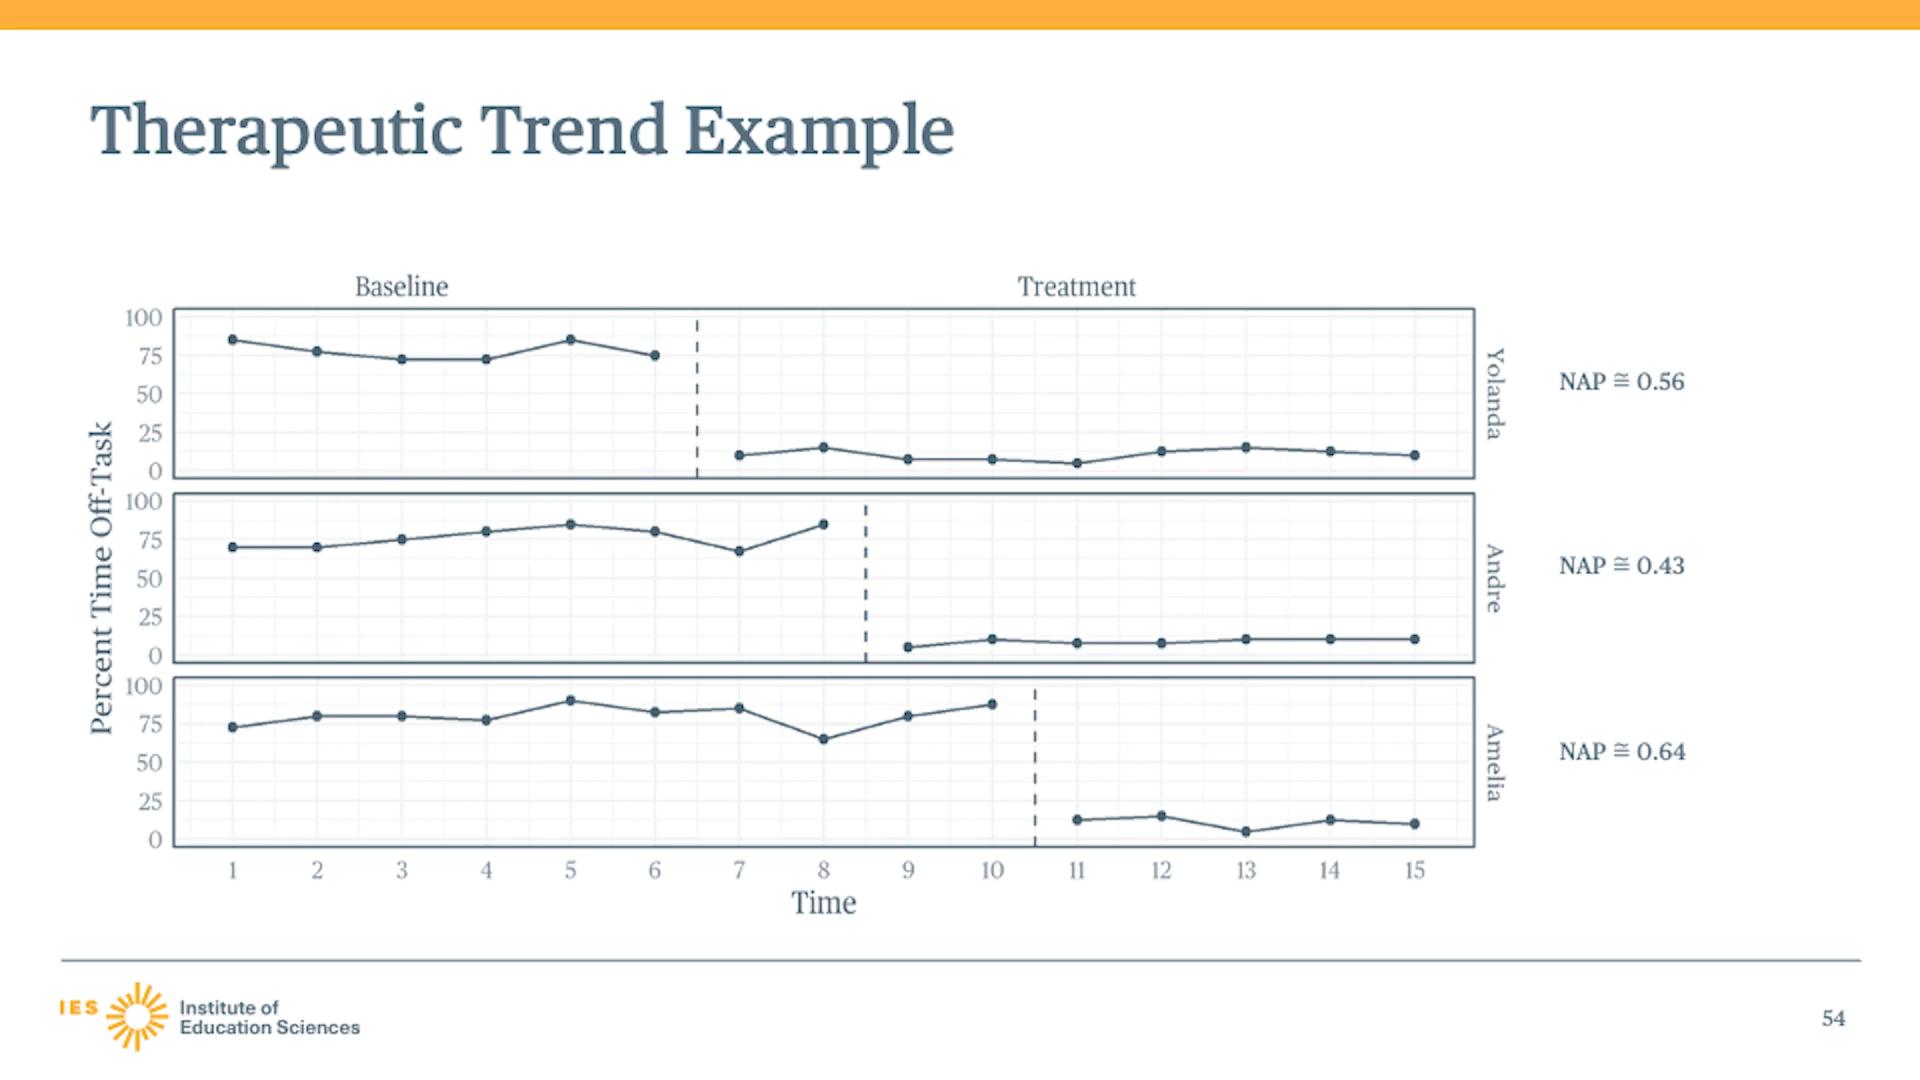 Therapeutic Trend Example
Baseline Treatment
Percent Time Off-Task
100
75
50
25
0
Yolanda
NAP ≅ 0.56
100
75
50
25
0
Andre
NAP ≅ 0.43
100
75
50
25
0
Amelia
NAP ≅ 0.64
1 2 3 4 5 6 7 8 9 10 11 12 13 14 15
Time
IES
Institute of
Education Sciences
54